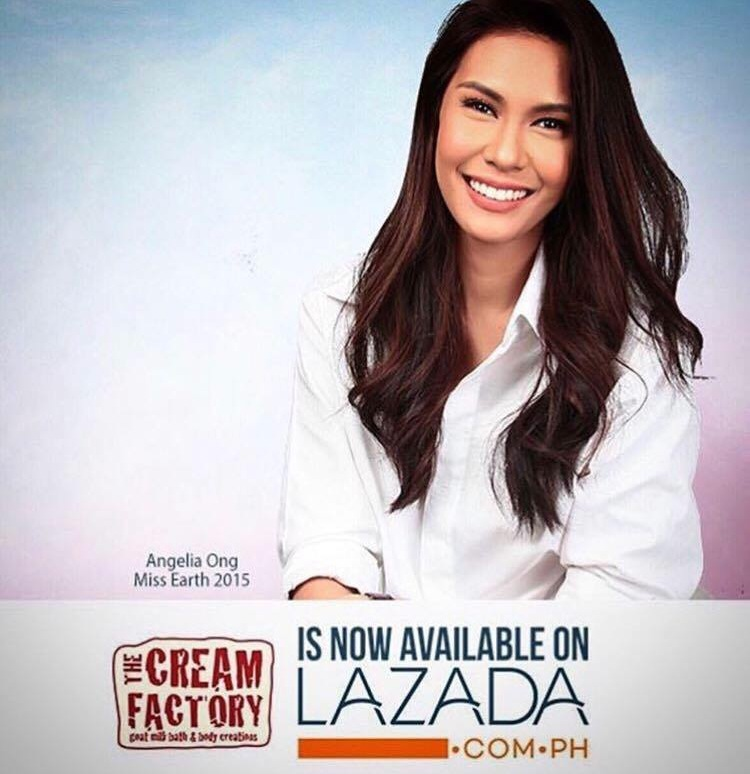 Angelia Ong
Miss Earth 2015
THE CREAM
FACTORY
goat milk bath & body creations
IS NOW AVAILABLE ON
LAZADA
•COM•PH